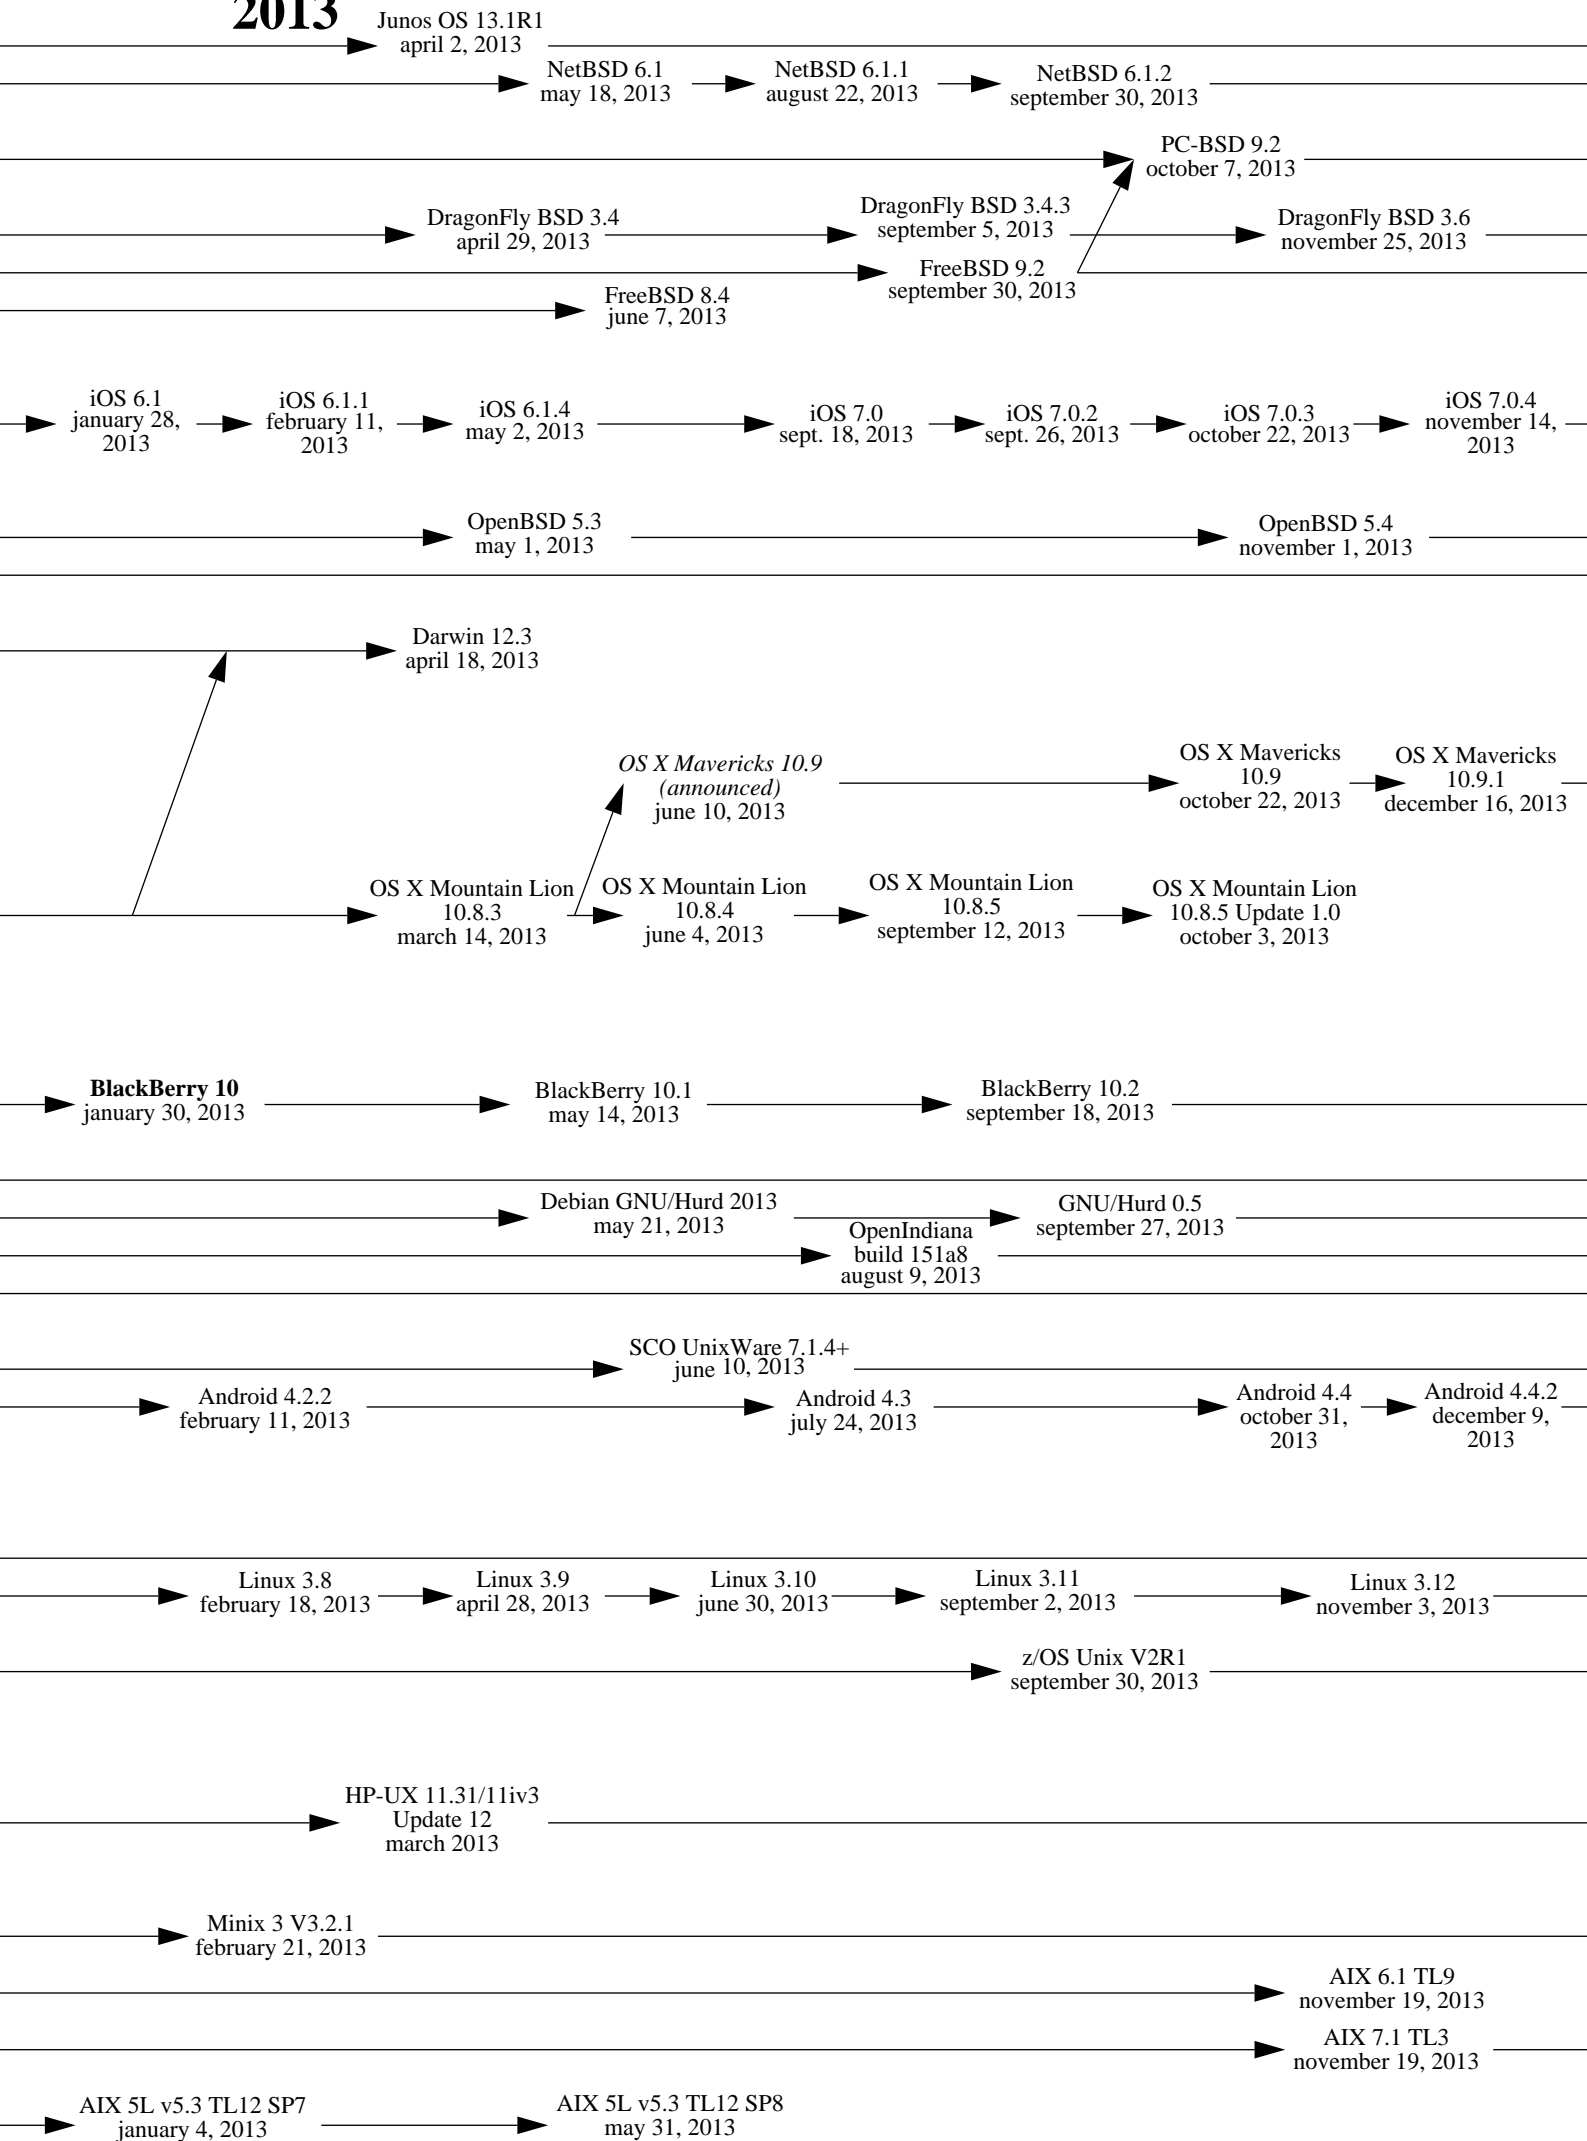 2013
Junos OS 13.1R1
april 2, 2013
NetBSD 6.1
may 18, 2013
NetBSD 6.1.1
august 22, 2013
NetBSD 6.1.2
september 30, 2013
PC-BSD 9.2
october 7, 2013
DragonFly BSD 3.4
april 29, 2013
DragonFly BSD 3.4.3
september 5, 2013
DragonFly BSD 3.6
november 25, 2013
FreeBSD 9.2
september 30, 2013
FreeBSD 8.4
june 7, 2013
iOS 6.1
january 28,
2013
iOS 6.1.1
february 11,
2013
iOS 6.1.4
may 2, 2013
iOS 7.0
sept. 18, 2013
iOS 7.0.2
sept. 26, 2013
iOS 7.0.3
october 22, 2013
iOS 7.0.4
november 14,
2013
OpenBSD 5.3
may 1, 2013
OpenBSD 5.4
november 1, 2013
Darwin 12.3
april 18, 2013
OS X Mavericks 10.9
(announced)
june 10, 2013
OS X Mavericks
10.9
october 22, 2013
OS X Mavericks
10.9.1
december 16, 2013
OS X Mountain Lion
10.8.3
march 14, 2013
OS X Mountain Lion
10.8.4
june 4, 2013
OS X Mountain Lion
10.8.5
september 12, 2013
OS X Mountain Lion
10.8.5 Update 1.0
october 3, 2013
BlackBerry 10
january 30, 2013
BlackBerry 10.1
may 14, 2013
BlackBerry 10.2
september 18, 2013
Debian GNU/Hurd 2013
may 21, 2013
GNU/Hurd 0.5
september 27, 2013
OpenIndiana
build 151a8
august 9, 2013
SCO UnixWare 7.1.4+
june 10, 2013
Android 4.2.2
february 11, 2013
Android 4.3
july 24, 2013
Android 4.4
october 31,
2013
Android 4.4.2
december 9,
2013
Linux 3.8
february 18, 2013
Linux 3.9
april 28, 2013
Linux 3.10
june 30, 2013
Linux 3.11
september 2, 2013
Linux 3.12
november 3, 2013
z/OS Unix V2R1
september 30, 2013
HP-UX 11.31/11iv3
Update 12
march 2013
Minix 3 V3.2.1
february 21, 2013
AIX 6.1 TL9
november 19, 2013
AIX 7.1 TL3
november 19, 2013
AIX 5L v5.3 TL12 SP7
january 4, 2013
AIX 5L v5.3 TL12 SP8
may 31, 2013